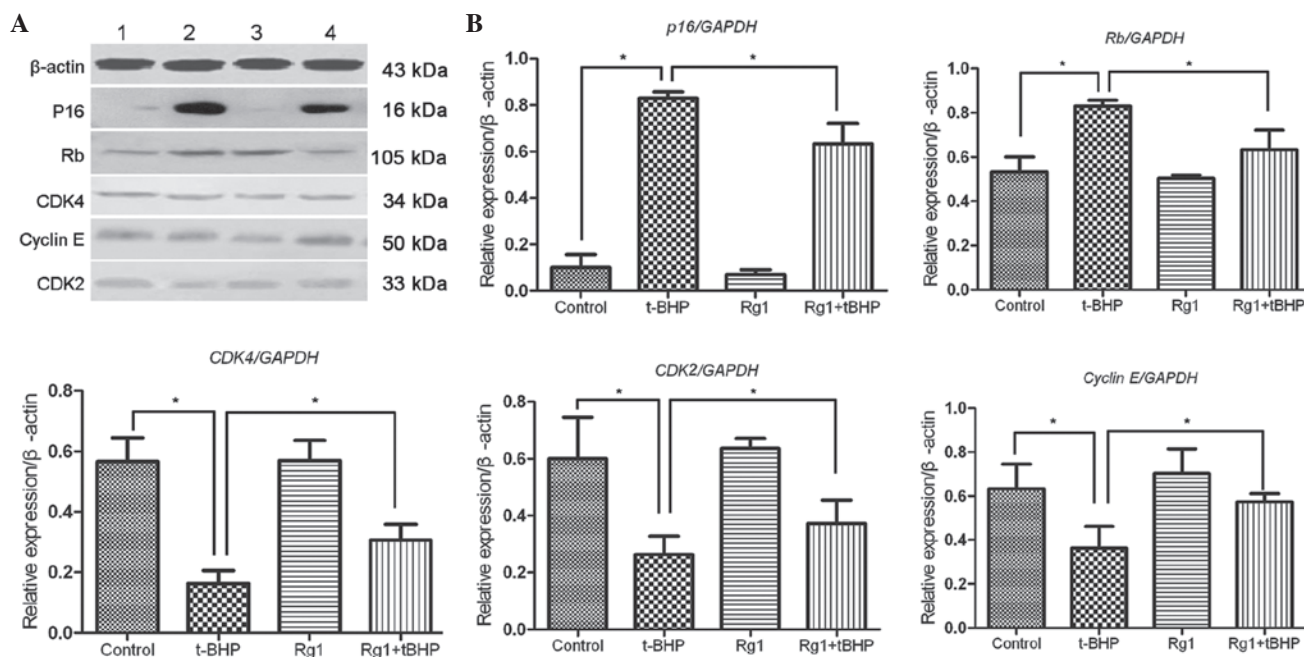 A
1 2 3 4
β-actin 43 kDa
P16 16 kDa
Rb 105 kDa
CDK4 34 kDa
Cyclin E 50 kDa
CDK2 33 kDa
B
p16/GAPDH
Relative expression/β -actin
1.0
0.8
0.6
0.4
0.2
0.0
* *
Control t-BHP Rg1 Rg1+tBHP
Rb/GAPDH
Relative expression/β -actin
1.0
0.8
0.6
0.4
0.2
0.0
* *
Control t-BHP Rg1 Rg1+tBHP
CDK4/GAPDH
Relative expression/β -actin
0.8
0.6
0.4
0.2
0.0
* *
Control t-BHP Rg1 Rg1+tBHP
CDK2/GAPDH
Relative expression/β -actin
0.8
0.6
0.4
0.2
0.0
* *
Control t-BHP Rg1 Rg1+tBHP
Cyclin E/GAPDH
Relative expression/β -actin
1.0
0.8
0.6
0.4
0.2
0.0
* *
Control t-BHP Rg1 Rg1+tBHP